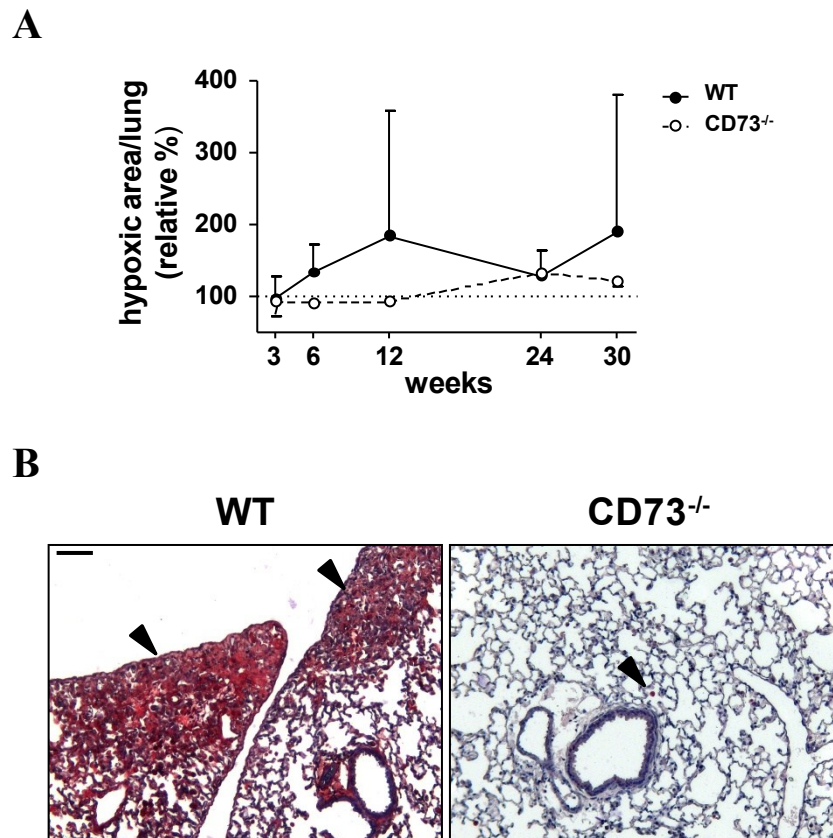 A
400
300
200
100
hypoxic area/lung
(relative %)
3 6 12 24 30
weeks
WT
CD73-/-
B
WT
CD73-/-